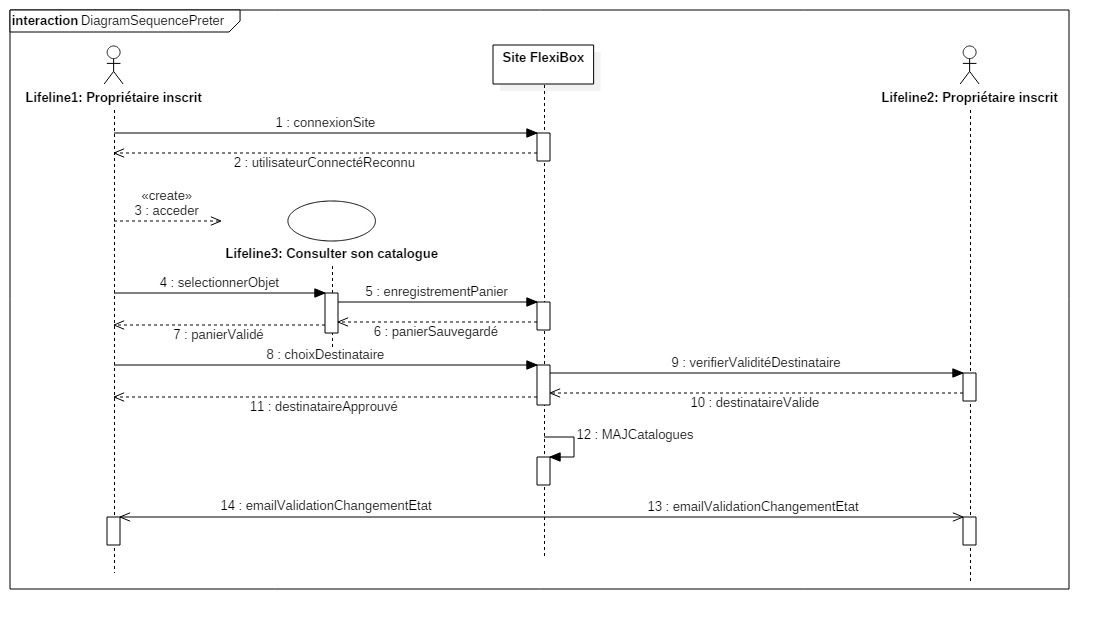 interaction DiagramSequencePreter
Site FlexiBox
Lifeline1: Propriétaire inscrit
Lifeline2: Propriétaire inscrit
1 : connexionSite
2 : utilisateurConnectéReconnu
«create»
3 : acceder
Lifeline3: Consulter son catalogue
4 : selectionnerObjet
5 : enregistrementPanier
6 : panierSauvegardé
7 : panierValidé
8 : choixDestinataire
9 : verifierValiditéDestinataire
10 : destinataireValide
11 : destinataireApprouvé
12 : MAJCatalogues
14 : emailValidationChangementEtat
13 : emailValidationChangementEtat